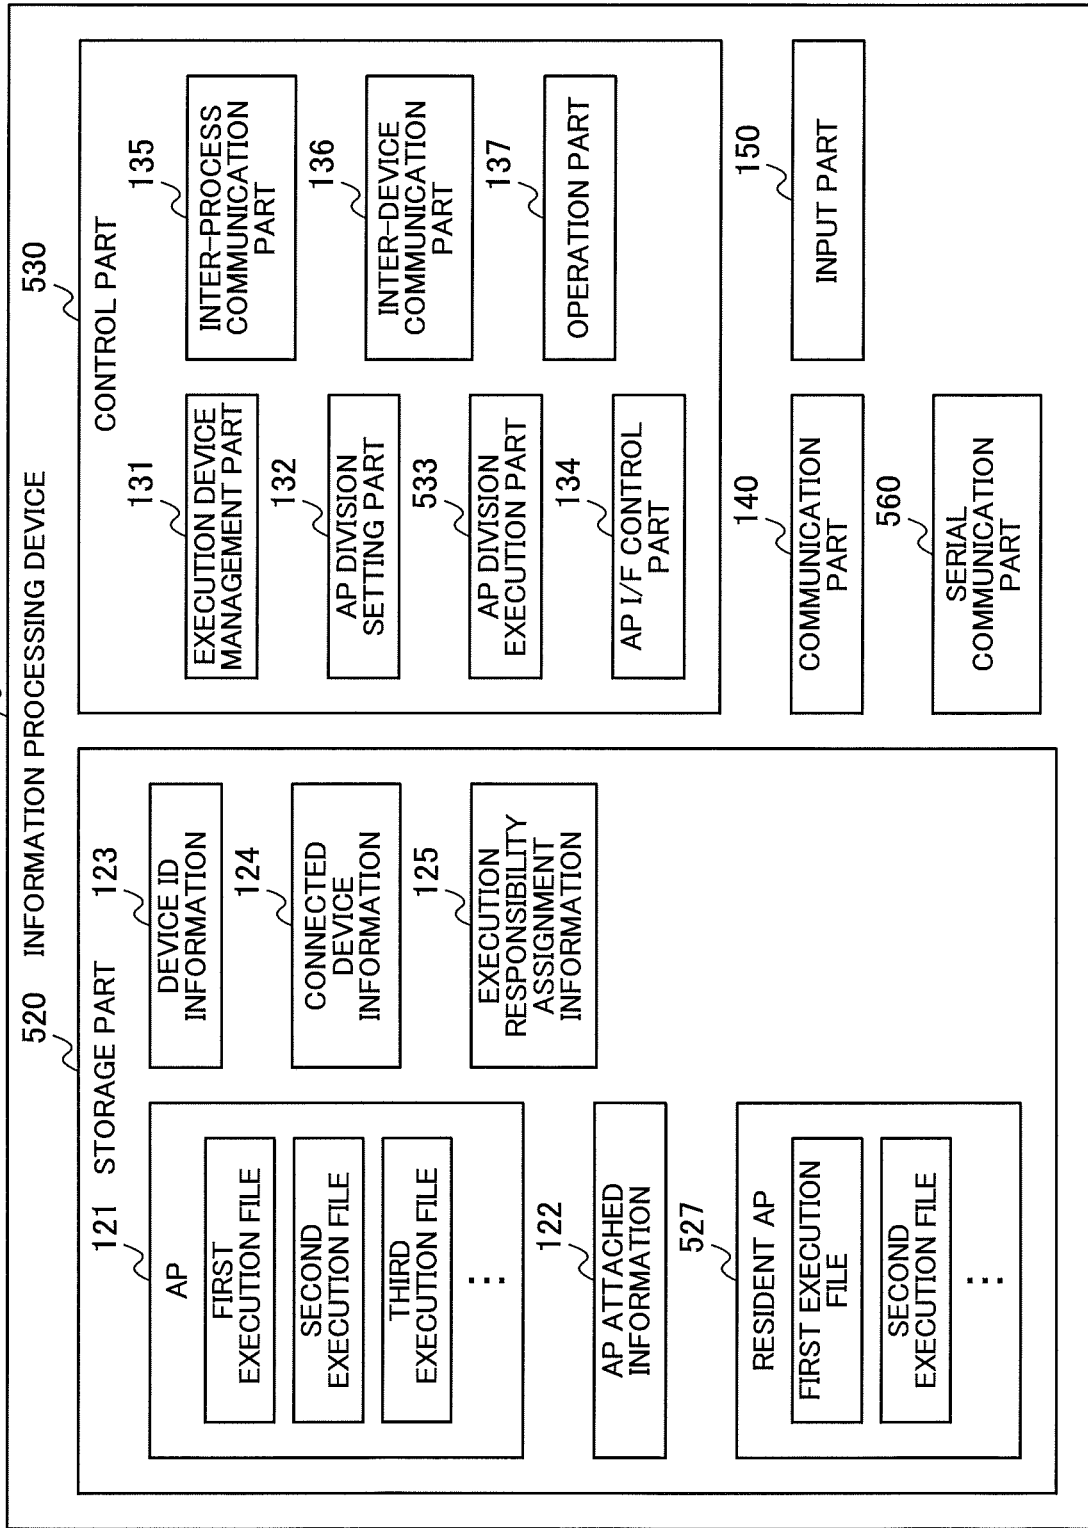 INFORMATION PROCESSING DEVICE
520
STORAGE PART
121
AP
FIRST
EXECUTION FILE
SECOND
EXECUTION FILE
THIRD
EXECUTION FILE
...
122
AP ATTACHED
INFORMATION
527
RESIDENT AP
FIRST EXECUTION
FILE
SECOND
EXECUTION FILE
...
123
DEVICE ID
INFORMATION
124
CONNECTED
DEVICE
INFORMATION
125
EXECUTION
RESPONSIBILITY
ASSIGNMENT
INFORMATION
530
CONTROL PART
131
EXECUTION DEVICE
MANAGEMENT PART
132
AP DIVISION
SETTING PART
533
AP DIVISION
EXECUTION PART
134
AP I/F CONTROL
PART
135
INTER-PROCESS
COMMUNICATION
PART
136
INTER-DEVICE
COMMUNICATION
PART
137
OPERATION PART
140
COMMUNICATION
PART
150
INPUT PART
560
SERIAL
COMMUNICATION
PART